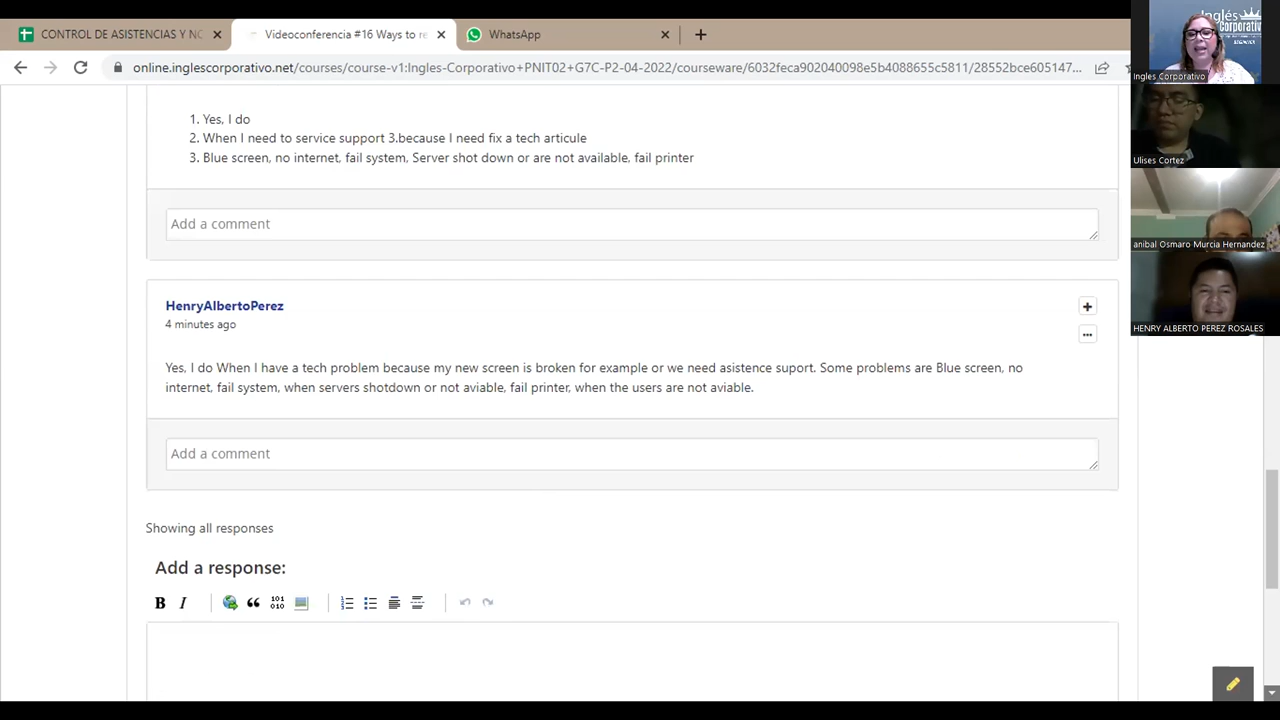 CONTROL DE ASISTENCIAS Y NO
Videoconferencia #16 Ways to re
WhatsApp
online.inglescorporativo.net/courses/course-v1:Ingles-Corporativo+PNIT02+G7C-P2-04-2022/courseware/6032feca902040098e5b4088655c5811/28552bce605147...
1. Yes, I do
2. When I need to service support 3.because I need fix a tech articule
3. Blue screen, no internet, fail system, Server shot down or are not available, fail printer
Add a comment
HenryAlbertoPerez
4 minutes ago
Yes, I do When I have a tech problem because my new screen is broken for example or we need asistence suport. Some problems are Blue screen, no
internet, fail system, when servers shotdown or not aviable, fail printer, when the users are not aviable.
Add a comment
Showing all responses
Add a response:
B I
101
010
Inglés
Corporativo
Ingles Corporativo
Ulises Cortez
anibal Osmaro Murcia Hernandez
HENRY ALBERTO PEREZ ROSALES